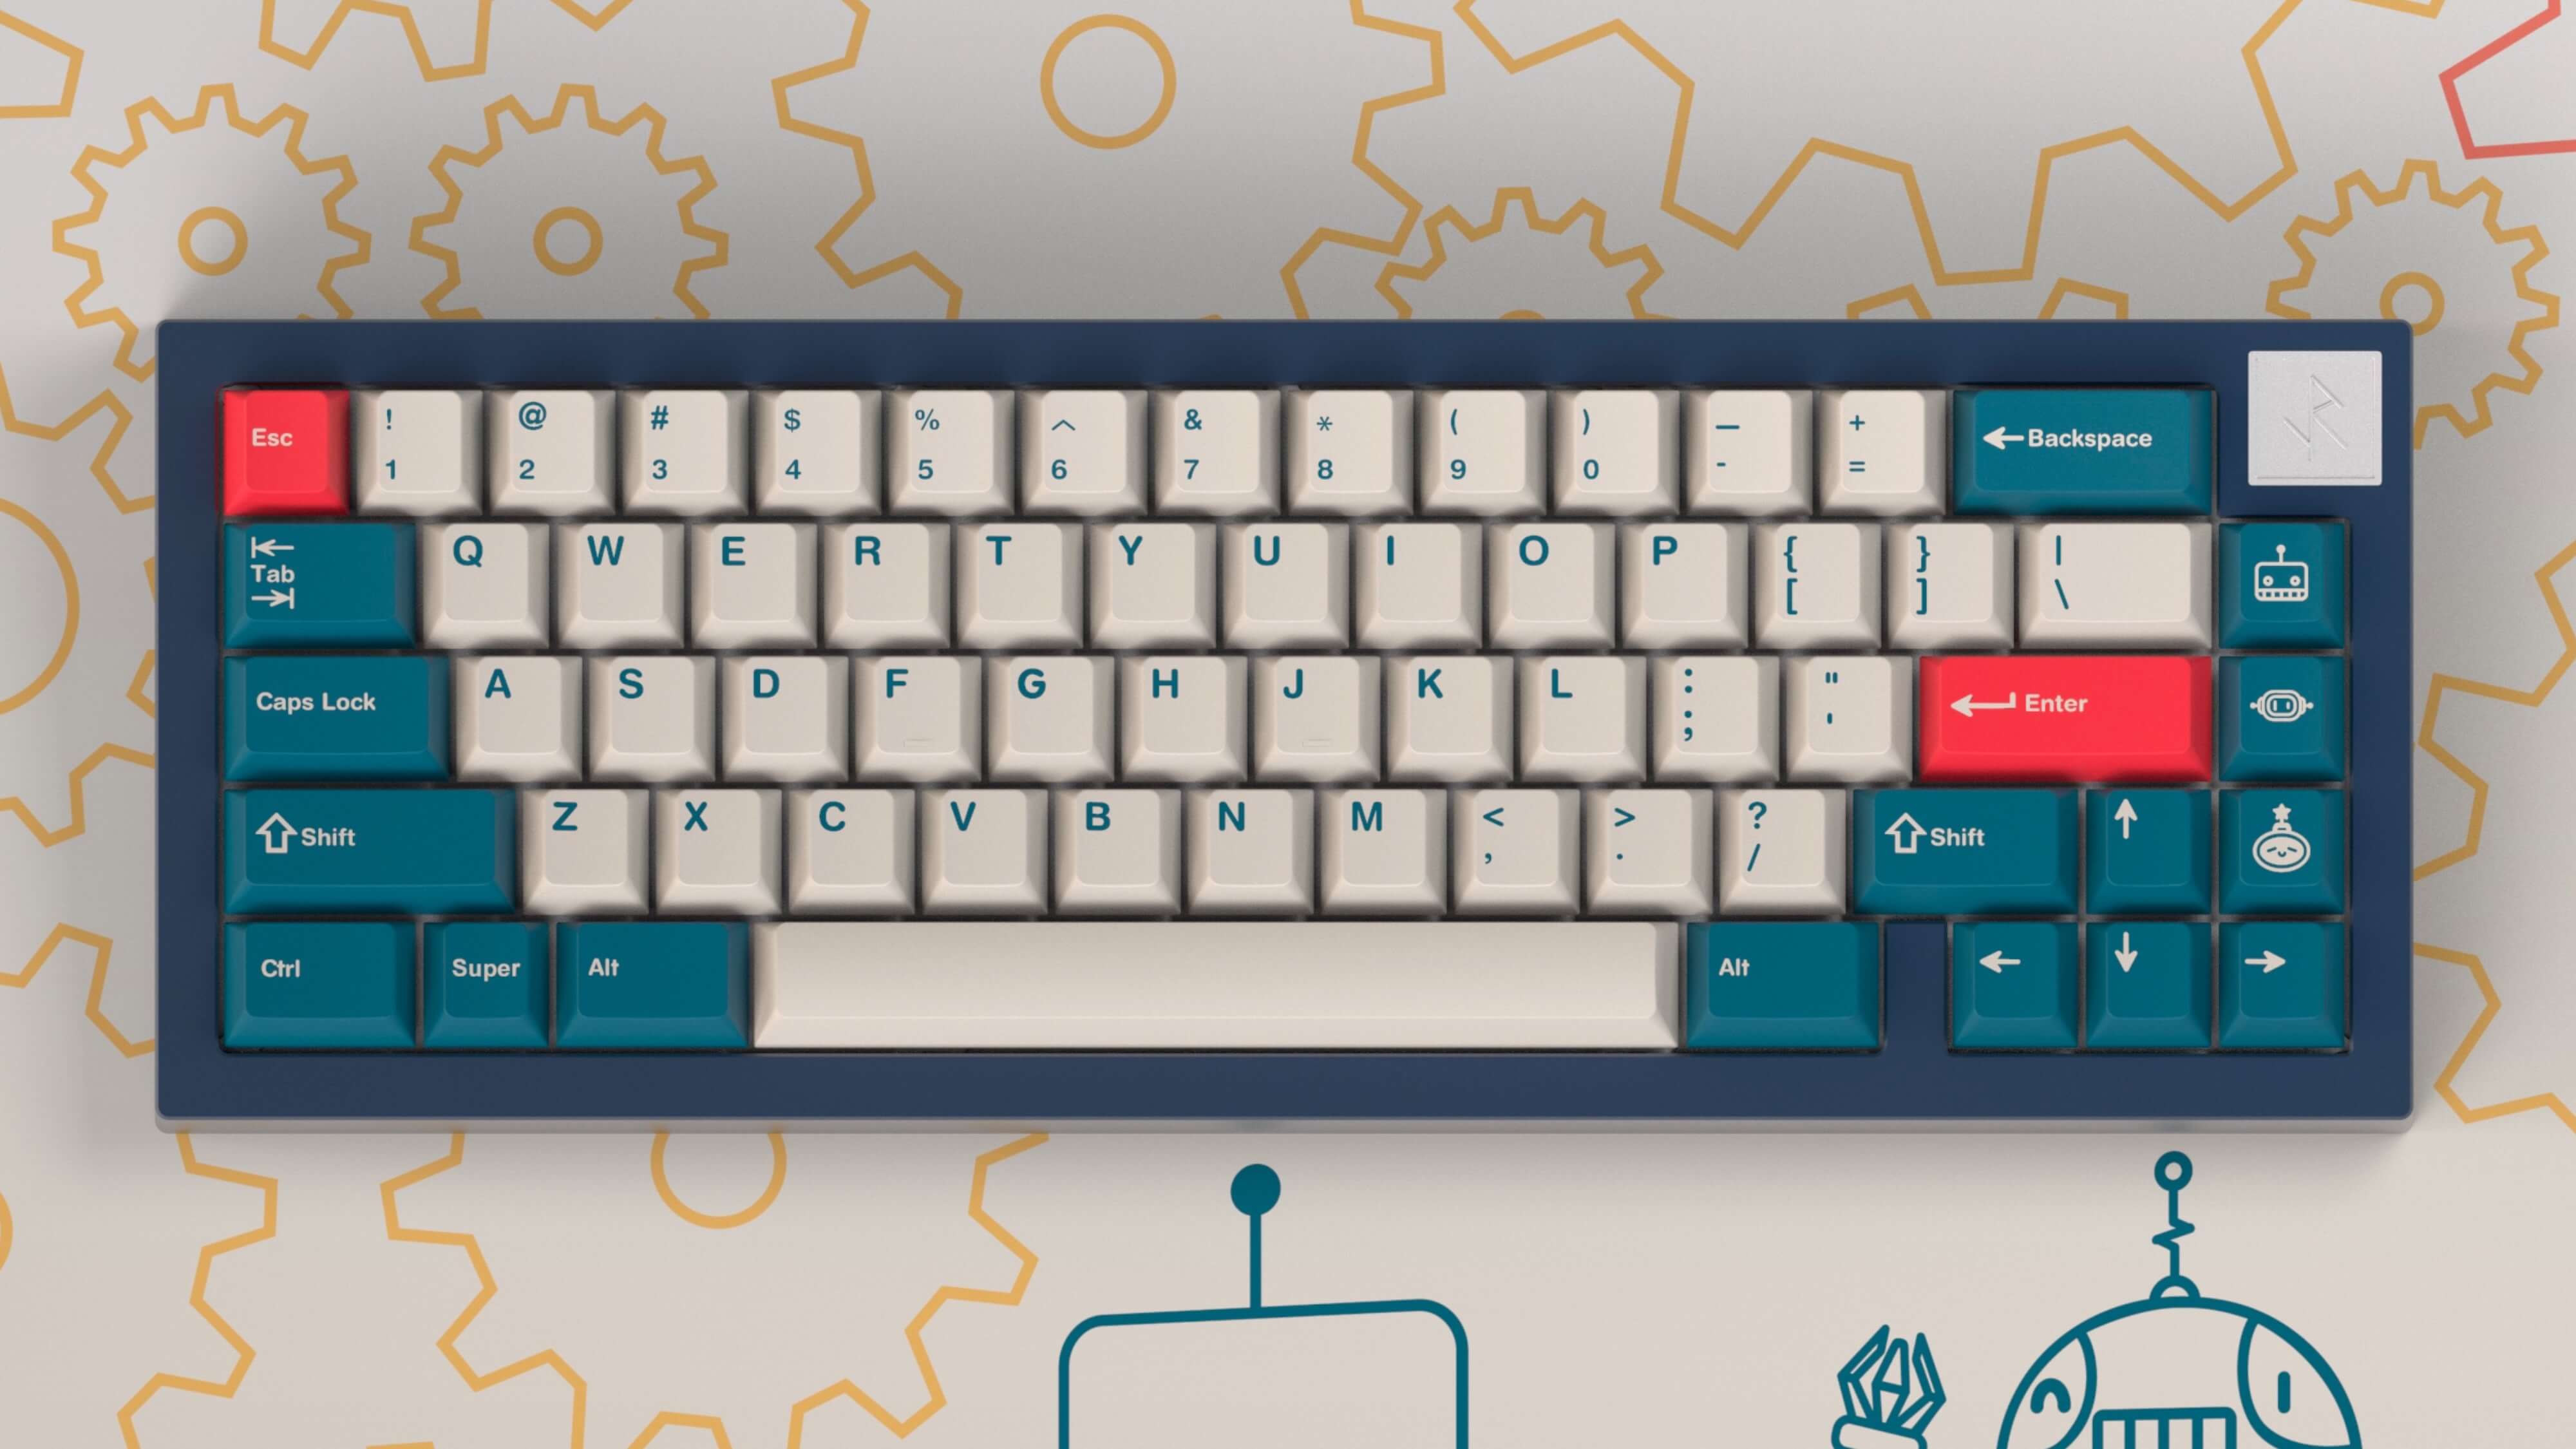 Esc ! 1 @ 2 # 3 $ 4 % 5 ^ 6 & 7 * 8 ( 9 ) 0 — - + = ← Backspace
Tab Q W E R T Y U I O P { [ } ] | \
Caps Lock A S D F G H J K L : ; " ' Enter
Shift Z X C V B N M < , > . ? / Shift ↑
Ctrl Super Alt Alt ← ↓ →